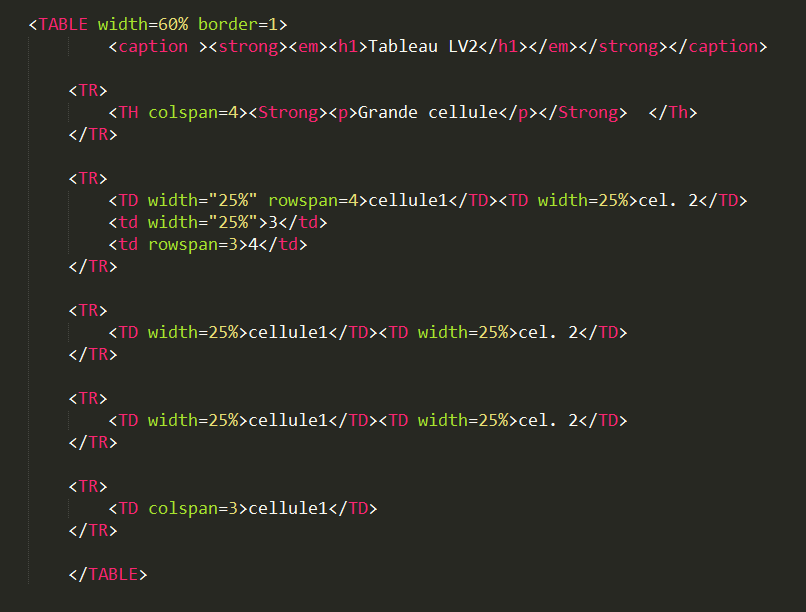 <TABLE width=60% border=1>
<caption ><strong><em><h1>Tableau LV2</h1></em></strong></caption>
<TR>
<TH colspan=4><Strong><p>Grande cellule</p></Strong>  </Th>
</TR>
<TR>
<TD width="25%" rowspan=4>cellule1</TD><TD width=25%>cel. 2</TD>
<td width="25%">3</td>
<td rowspan=3>4</td>
</TR>
<TR>
<TD width=25%>cellule1</TD><TD width=25%>cel. 2</TD>
</TR>
<TR>
<TD width=25%>cellule1</TD><TD width=25%>cel. 2</TD>
</TR>
<TR>
<TD colspan=3>cellule1</TD>
</TR>
</TABLE>